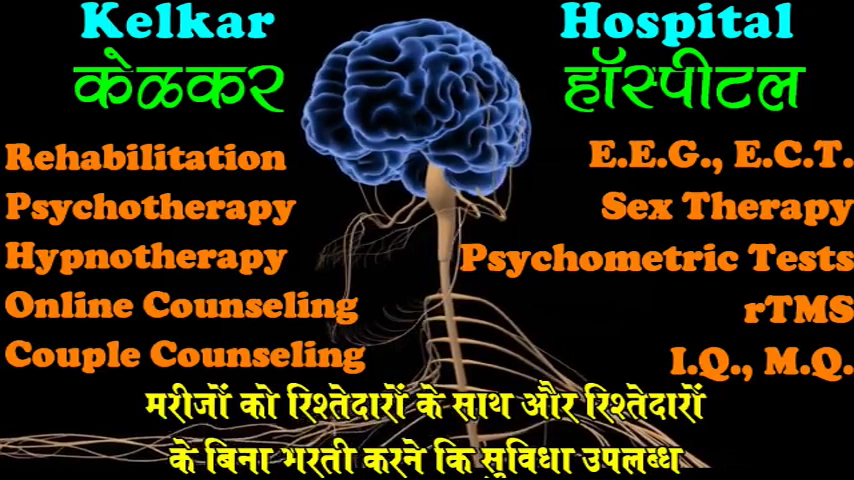 Kelkar Hospital
केळकर हॉस्पीटल
Rehabilitation
Psychotherapy
Hypnotherapy
Online Counseling
Couple Counseling
E.E.G., E.C.T.
Sex Therapy
Psychometric Tests
rTMS
I.Q., M.Q.
मरीजों को रिश्तेदारों के साथ और रिश्तेदारों
के बिना भरती करने कि सुविधा उपलब्ध